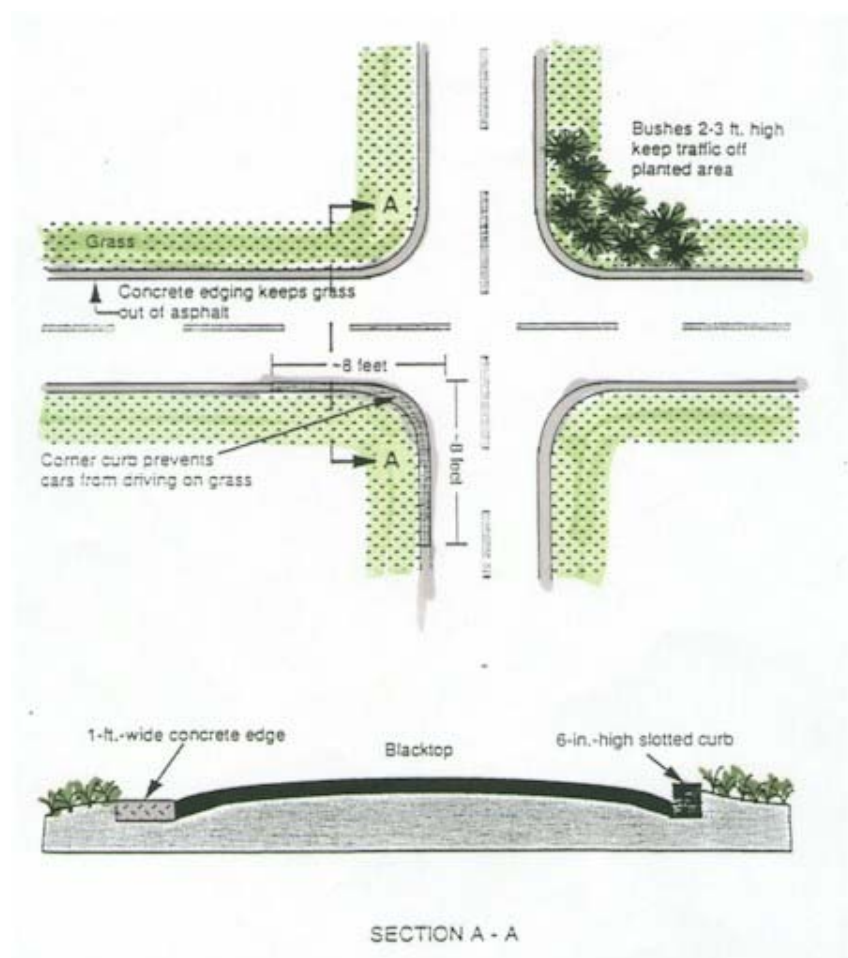 Bushes 2-3 ft. high
keep traffic off
planted area
A
Grass
Concrete edging keeps grass
out of asphalt
~8 feet
~8 feet
Corner curb prevents
cars from driving on grass
A
1-ft.-wide concrete edge
Blacktop
6-in.-high slotted curb
SECTION A - A